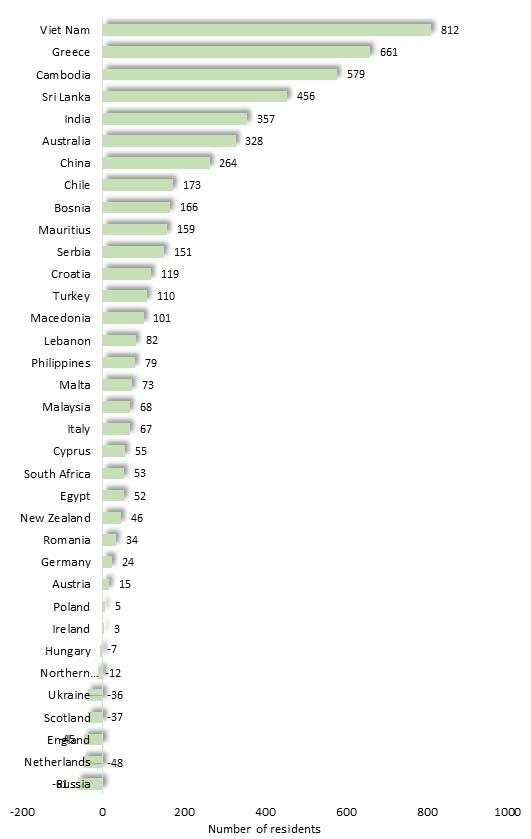 Viet Nam 812
Greece 661
Cambodia 579
Sri Lanka 456
India 357
Australia 328
China 264
Chile 173
Bosnia 166
Mauritius 159
Serbia 151
Croatia 119
Turkey 110
Macedonia 101
Lebanon 82
Philippines 79
Malta 73
Malaysia 68
Italy 67
Cyprus 55
South Africa 53
Egypt 52
New Zealand 46
Romania 34
Germany 24
Austria 15
Poland 5
Ireland 3
Hungary -7
Northern... -12
Ukraine -36
Scotland -37
England
Netherlands -48
Russia
-200 0 200 400 600 800 1000
Number of residents